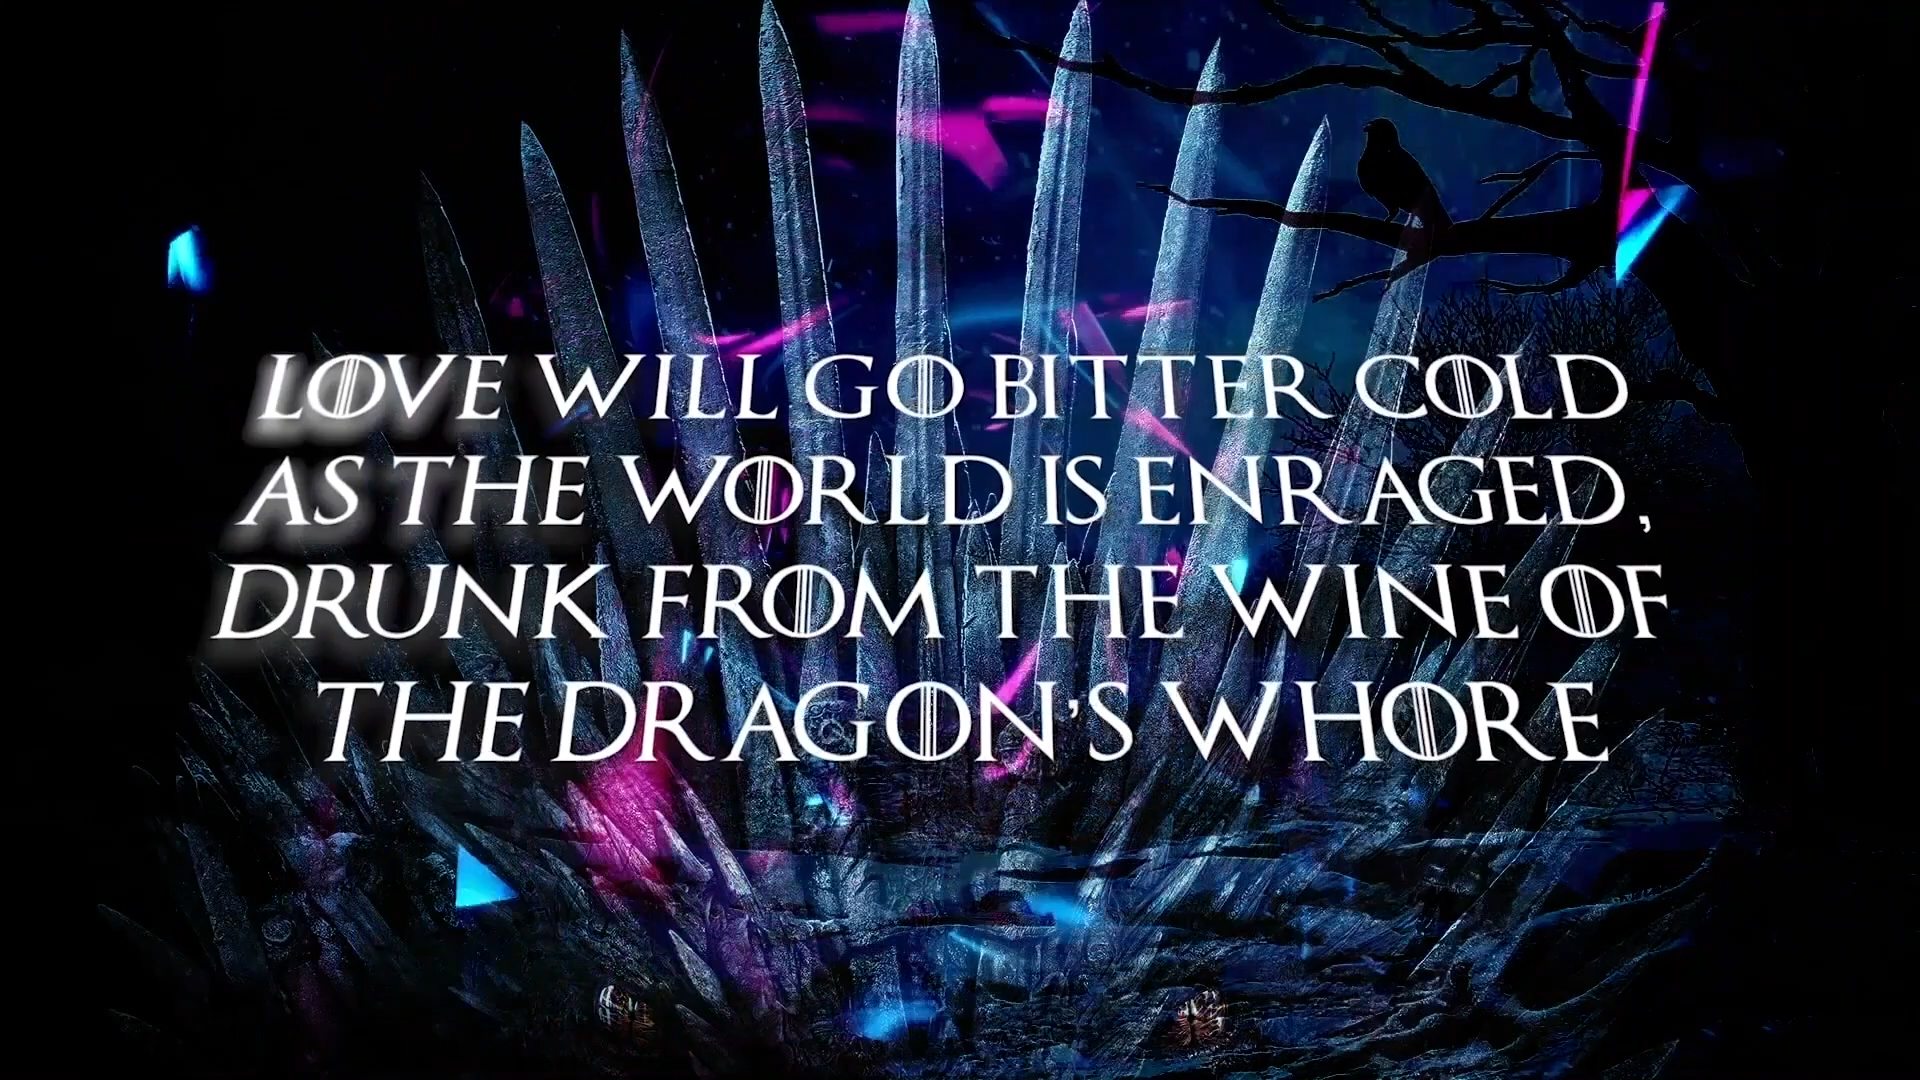 LOVE WILL GO BITTER COLD
AS THE WORLD IS ENRAGED,
DRUNK FROM THE WINE OF
THE DRAGON'S WHORE